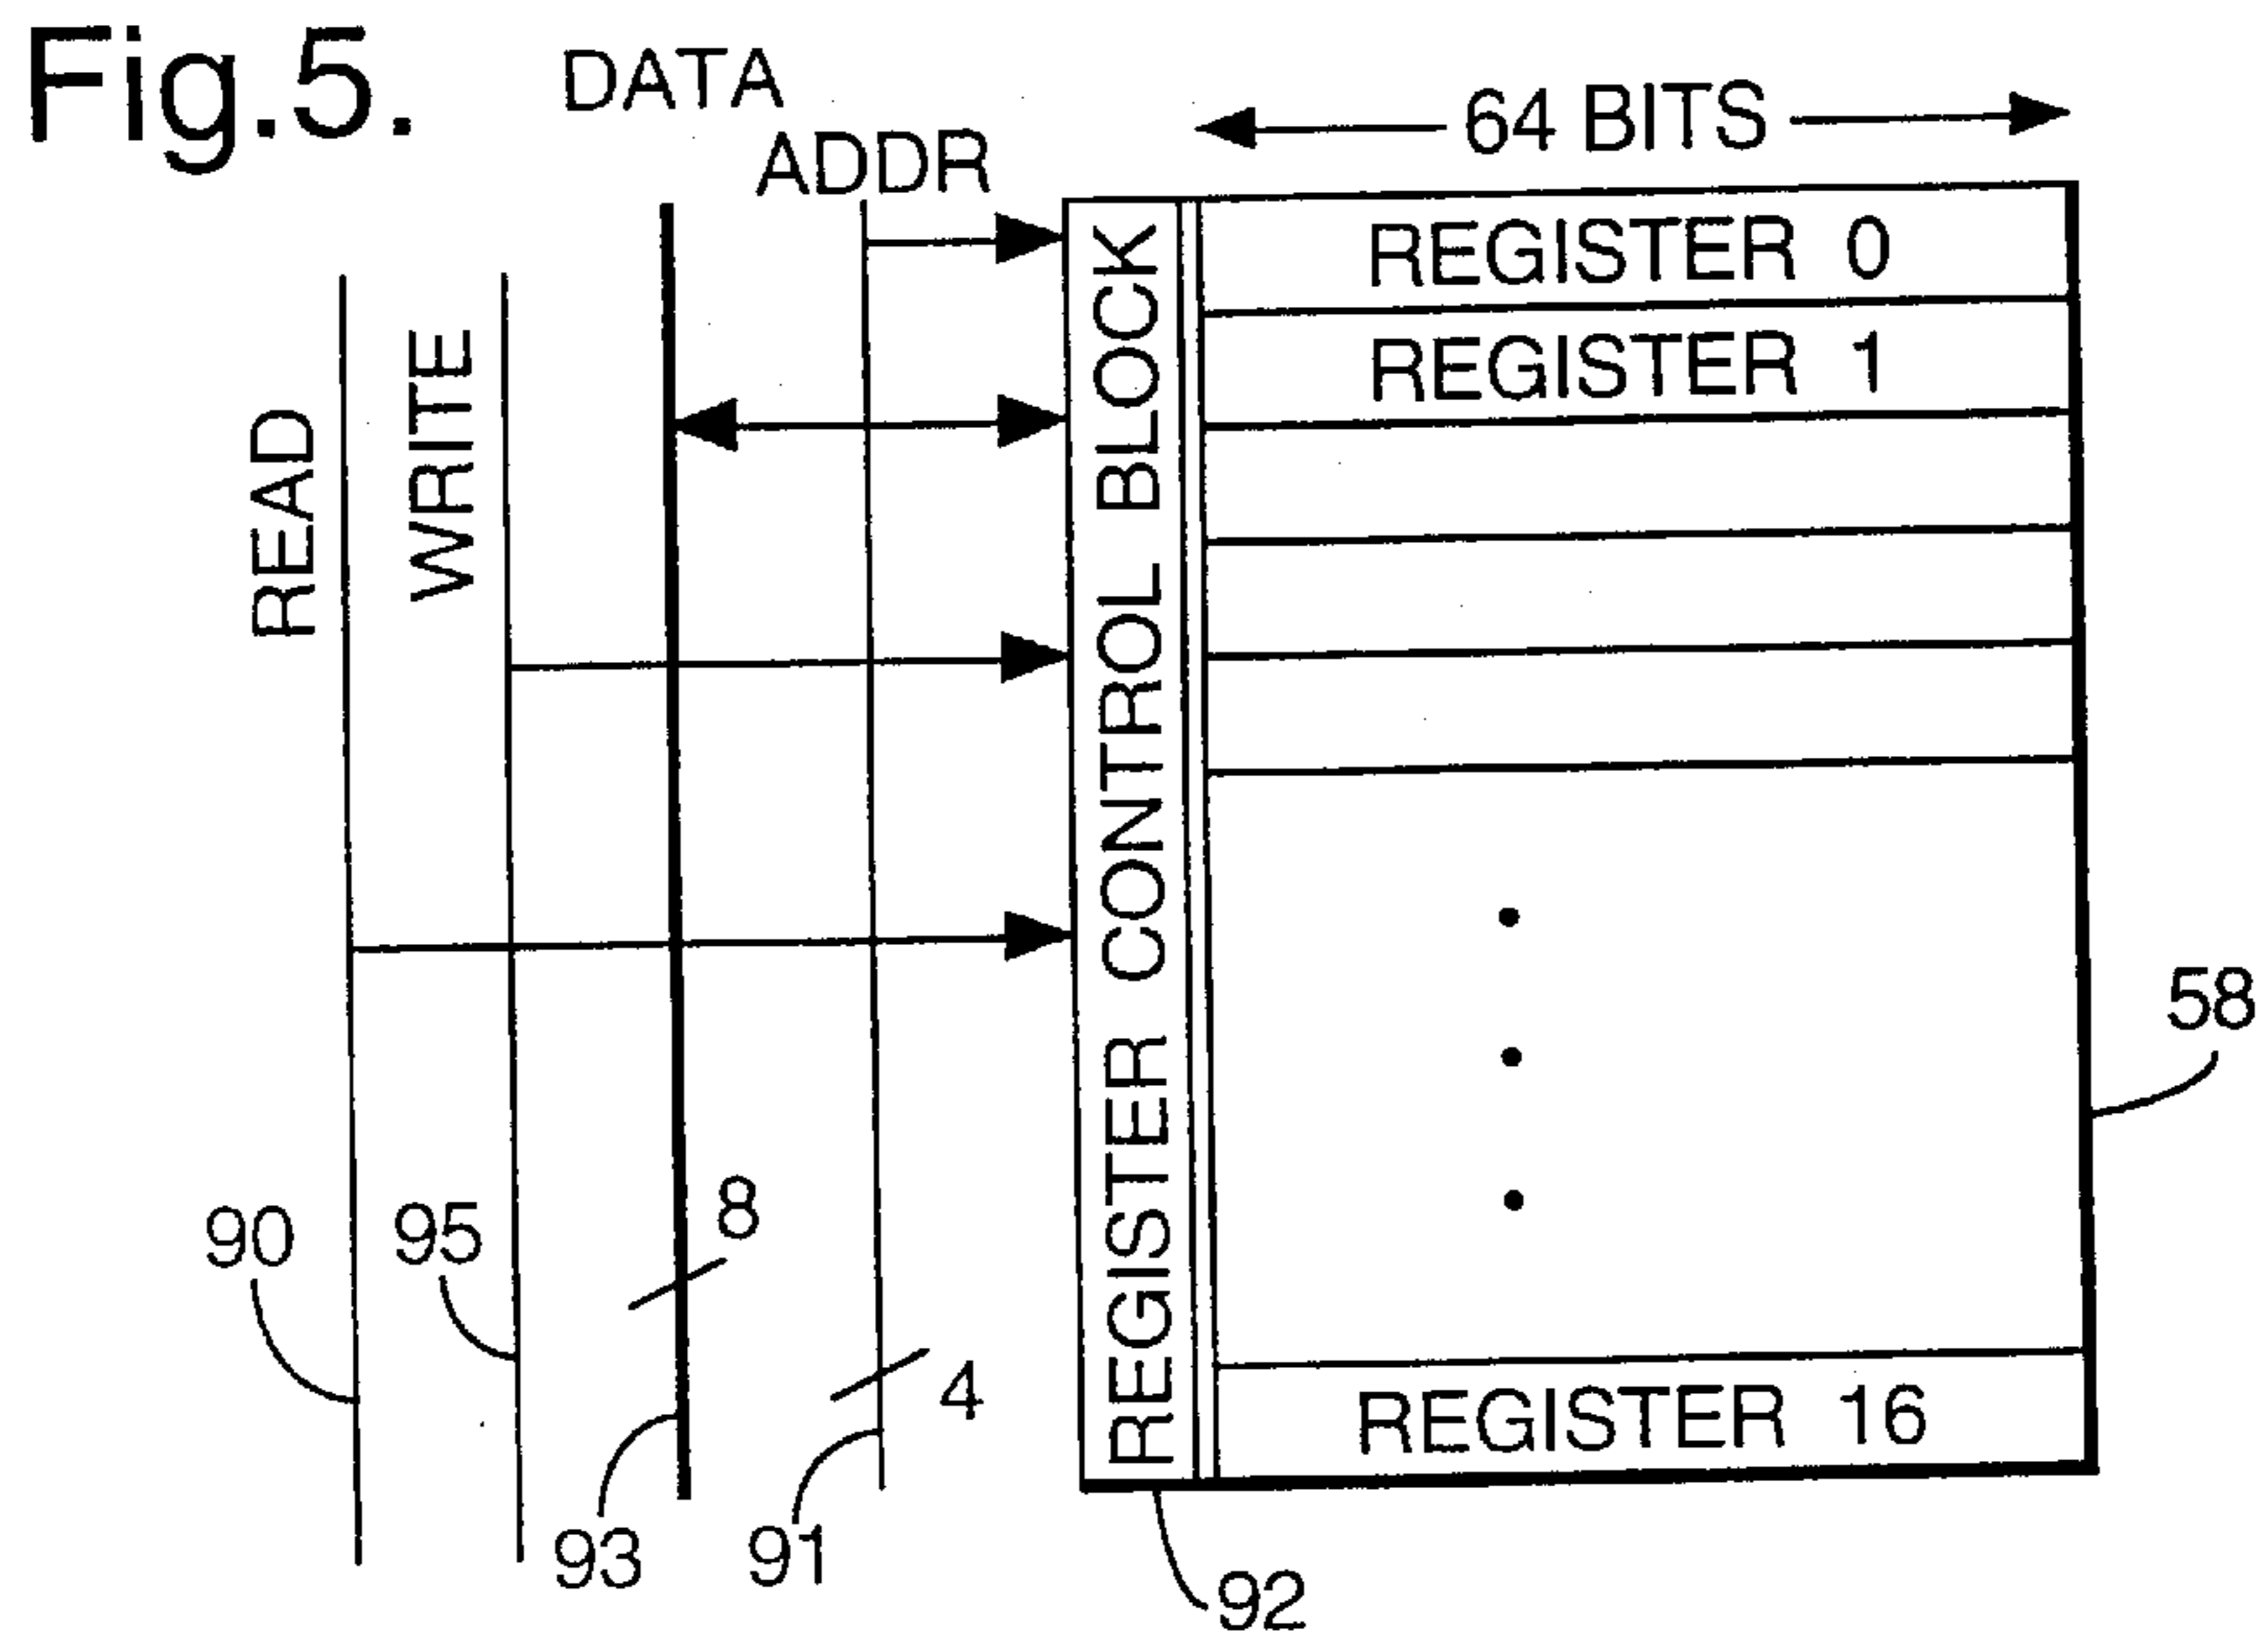 Fig.5.
DATA
ADDR
64 BITS
READ
WRITE
REGISTER CONTROL BLOCK
REGISTER 0
REGISTER 1
REGISTER 16
58
90
95
8
4
93
91
92